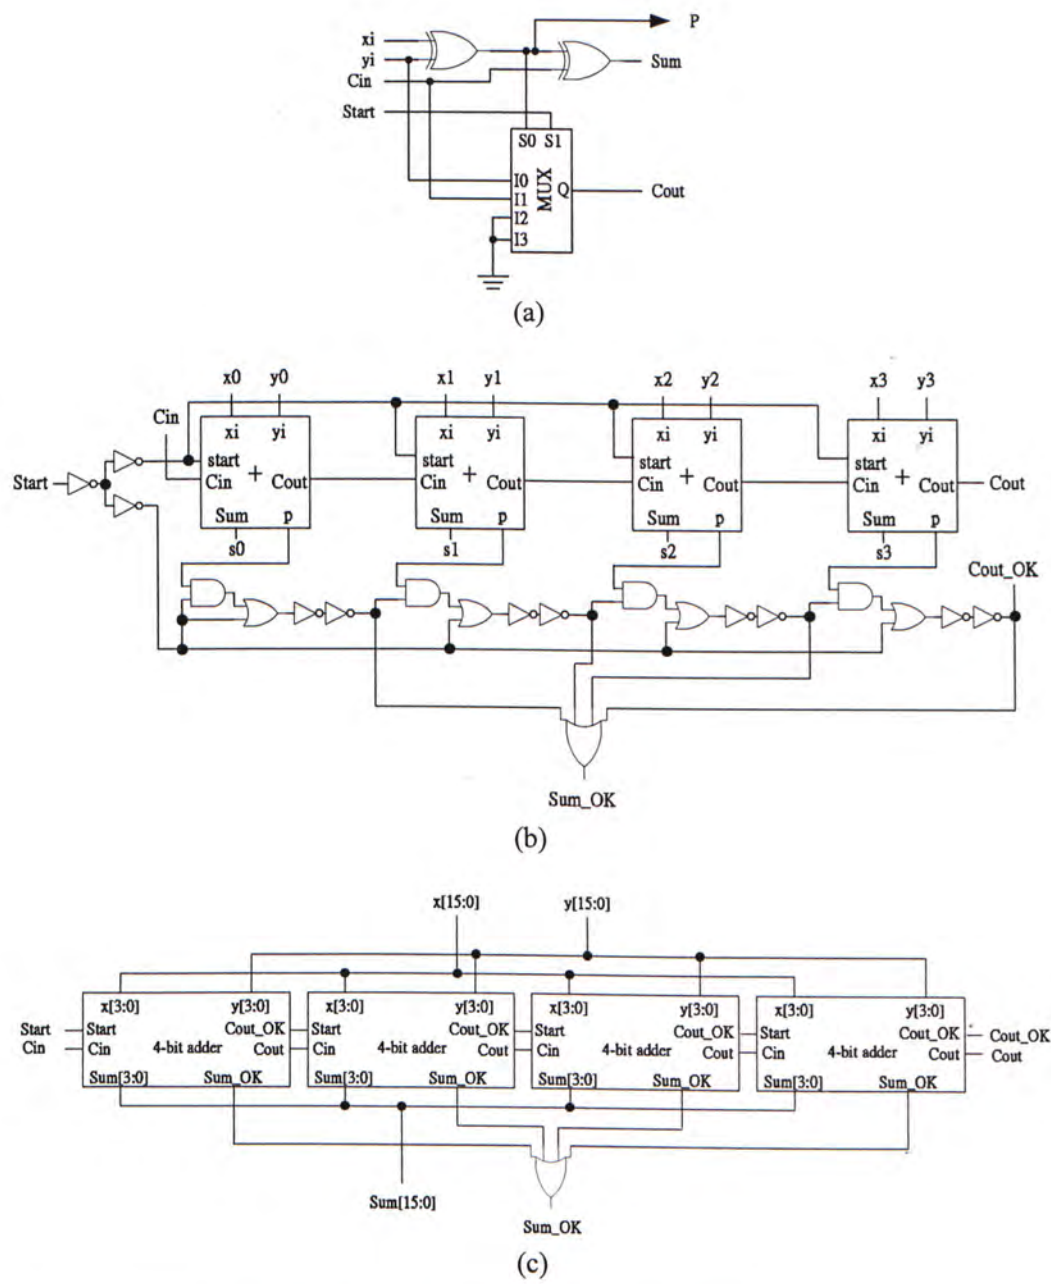 P
xi
yi
Sum
Cin
Start
S0 S1
I0
I1
I2
I3
MUX
Q
Cout
(a)
x0 y0 x1 y1 x2 y2 x3 y3
Cin
xi yi xi yi xi yi xi yi
start start start start
Start
Cin + Cout Cin + Cout Cin + Cout Cin + Cout Cout
Sum p Sum p Sum p Sum p
s0 s1 s2 s3
Cout_OK
Sum_OK
(b)
x[15:0] y[15:0]
x[3:0] y[3:0] x[3:0] y[3:0] x[3:0] y[3:0] x[3:0] y[3:0]
Start Start Cout_OK Start Cout_OK Start Cout_OK Start Cout_OK Cout_OK
Cin Cin 4-bit adder Cout Cin 4-bit adder Cout Cin 4-bit adder Cout Cin 4-bit adder Cout Cout
Sum[3:0] Sum_OK Sum[3:0] Sum_OK Sum[3:0] Sum_OK Sum[3:0] Sum_OK
Sum[15:0]
Sum_OK
(c)